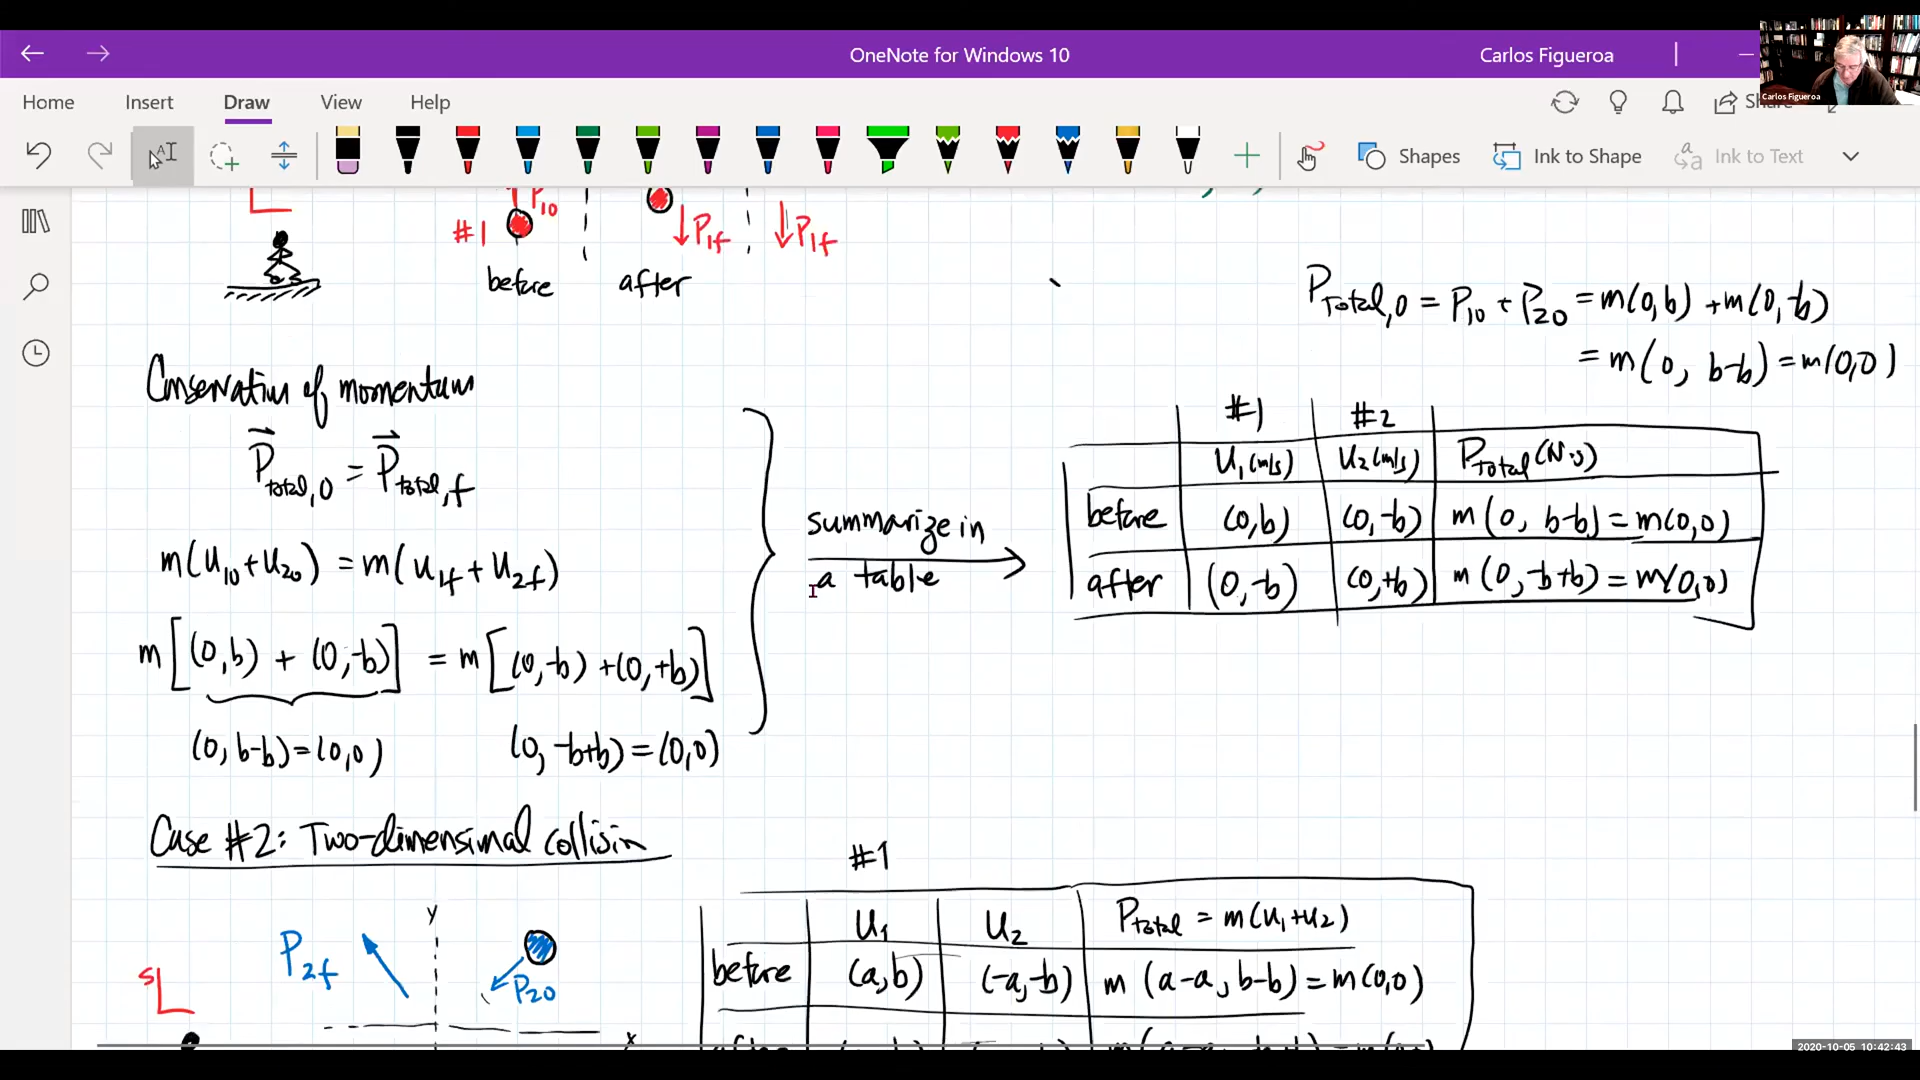 OneNote for Windows 10
Carlos Figueroa
Carlos Figueroa
Home Insert Draw View Help
Shapes Ink to Shape Ink to Text
P10
#1
P1f P1f
before after
PTotal,0 = P10 + P20 = m(0,b) + m(0,-b)
= m(0, b-b) = m(0,0)
Conservation of momentum
Ptotal,0 = Ptotal,f
m(u10+u20) = m(u1f+u2f)
m[(0,b) + (0,-b)] = m[(0,-b) + (0,+b)]
(0, b-b) = (0,0) (0, -b+b) = (0,0)
summarize in
a table
#1 #2
u1(m/s) u2(m/s) Ptotal(N·s)
before (0,b) (0,-b) m(0, b-b) = m(0,0)
after (0,-b) (0,+b) m(0, -b+b) = m(0,0)
Case #2: Two-dimensional collision
#1
S
y
P2f
P20
x
u1 u2 Ptotal = m(u1+u2)
before (a,b) (-a,-b) m (a-a, b-b) = m(0,0)
2020-10-05 10:42:43